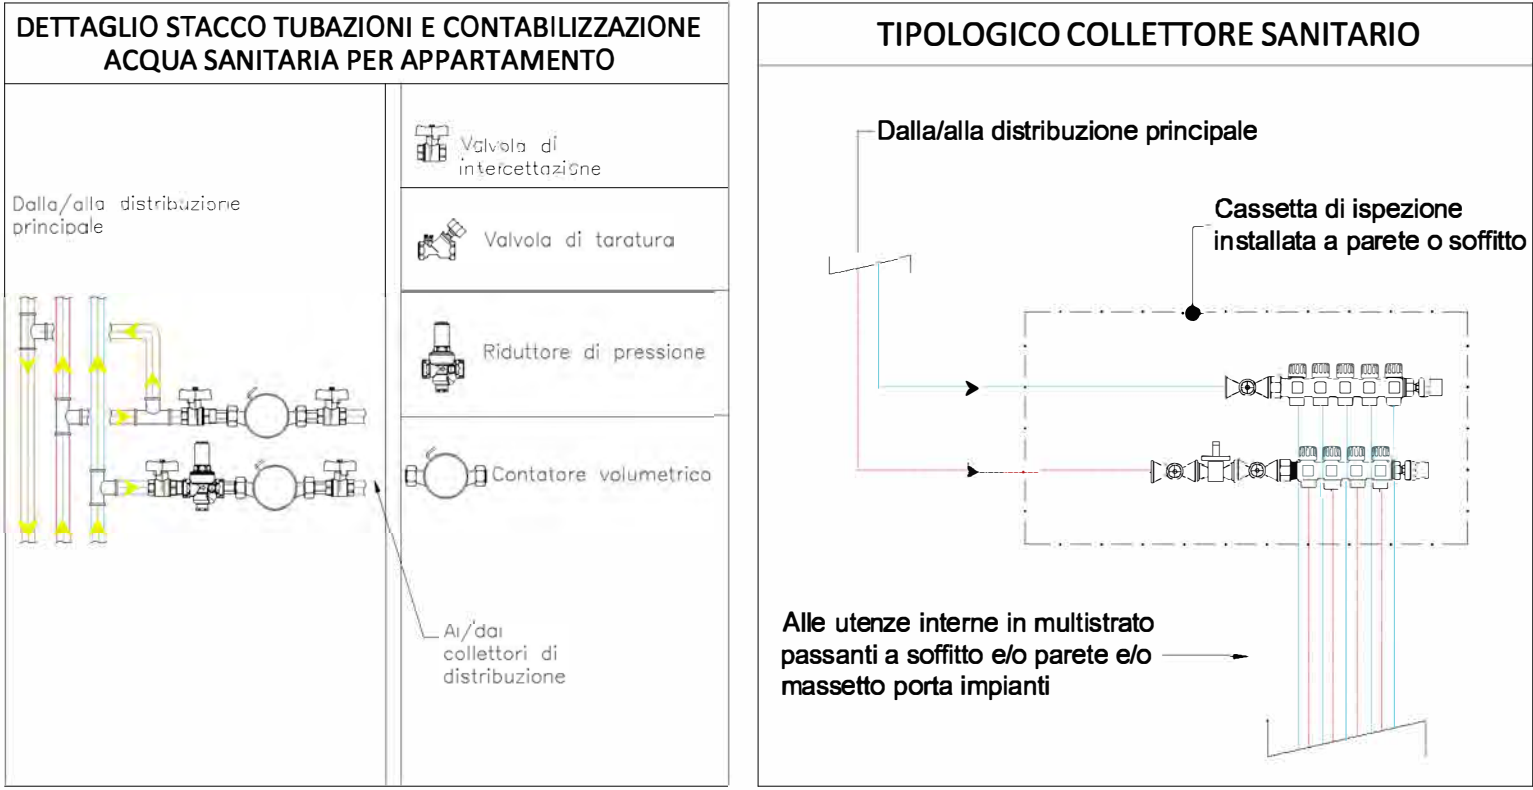 DETTAGLIO STACCO TUBAZIONI E CONTABILIZZAZIONE
ACQUA SANITARIA PER APPARTAMENTO
Dalla/alla distribuzione
principale
Valvola di
intercettazione
Valvola di taratura
Riduttore di pressione
Contatore volumetrico
Ai/dai
collettori di
distribuzione
TIPOLOGICO COLLETTORE SANITARIO
Dalla/alla distribuzione principale
Cassetta di ispezione
installata a parete o soffitto
Alle utenze interne in multistrato
passanti a soffitto e/o parete e/o
massetto porta impianti